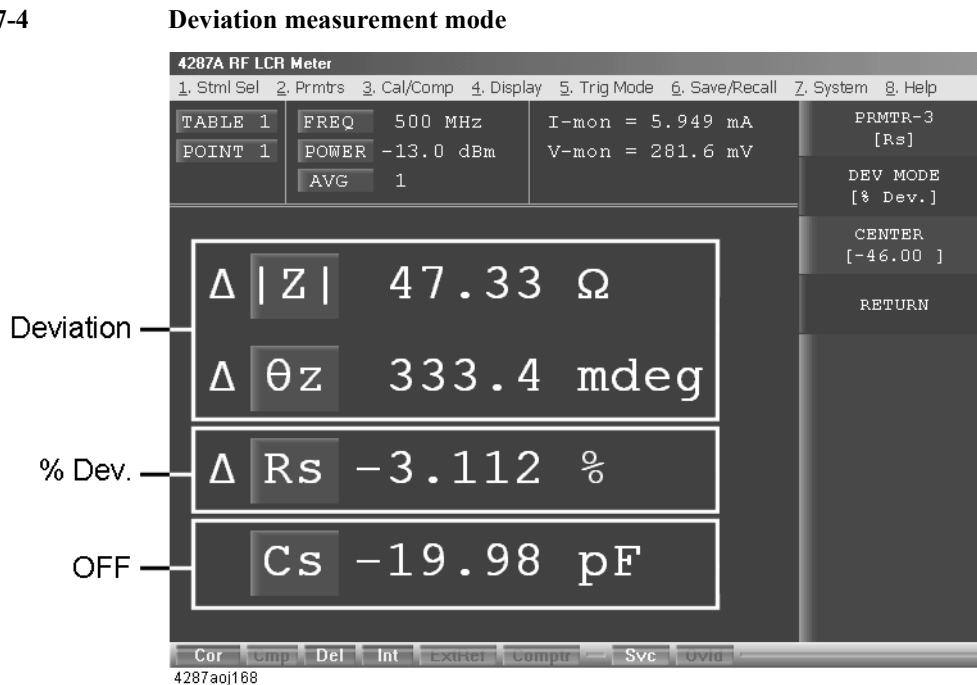 7-4 Deviation measurement mode
4287A RF LCR Meter
1. Stml Sel 2. Prmtrs 3. Cal/Comp 4. Display 5. Trig Mode 6. Save/Recall 7. System 8. Help
TABLE 1 FREQ 500 MHz I-mon = 5.949 mA
POINT 1 POWER -13.0 dBm V-mon = 281.6 mV
AVG 1
PRMTR-3
[Rs]
DEV MODE
[% Dev.]
CENTER
[-46.00 ]
RETURN
Deviation
Δ |Z| 47.33 Ω
Δ θz 333.4 mdeg
% Dev.
Δ Rs -3.112 %
OFF
Cs -19.98 pF
Cor Cmp Del Int ExtRef Comptr Svc Ovld
4287aoj168